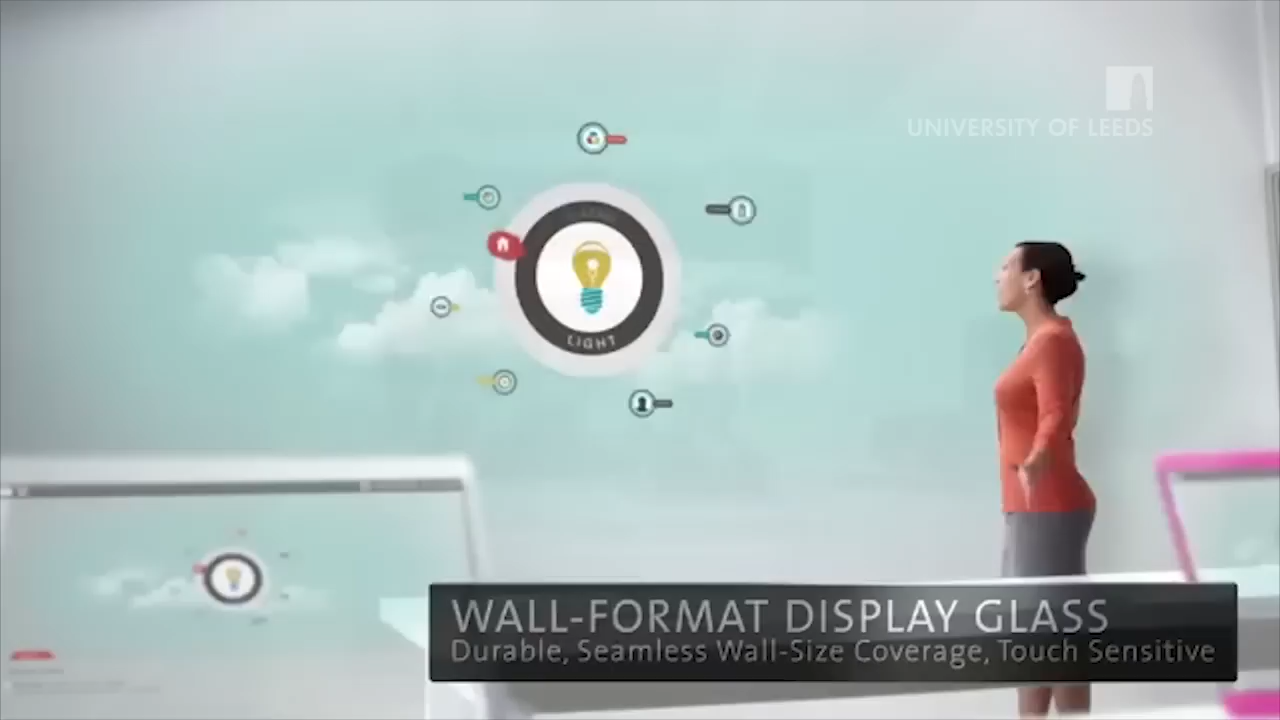 UNIVERSITY OF LEEDS
LIGHT
WALL-FORMAT DISPLAY GLASS
Durable, Seamless Wall-Size Coverage, Touch Sensitive